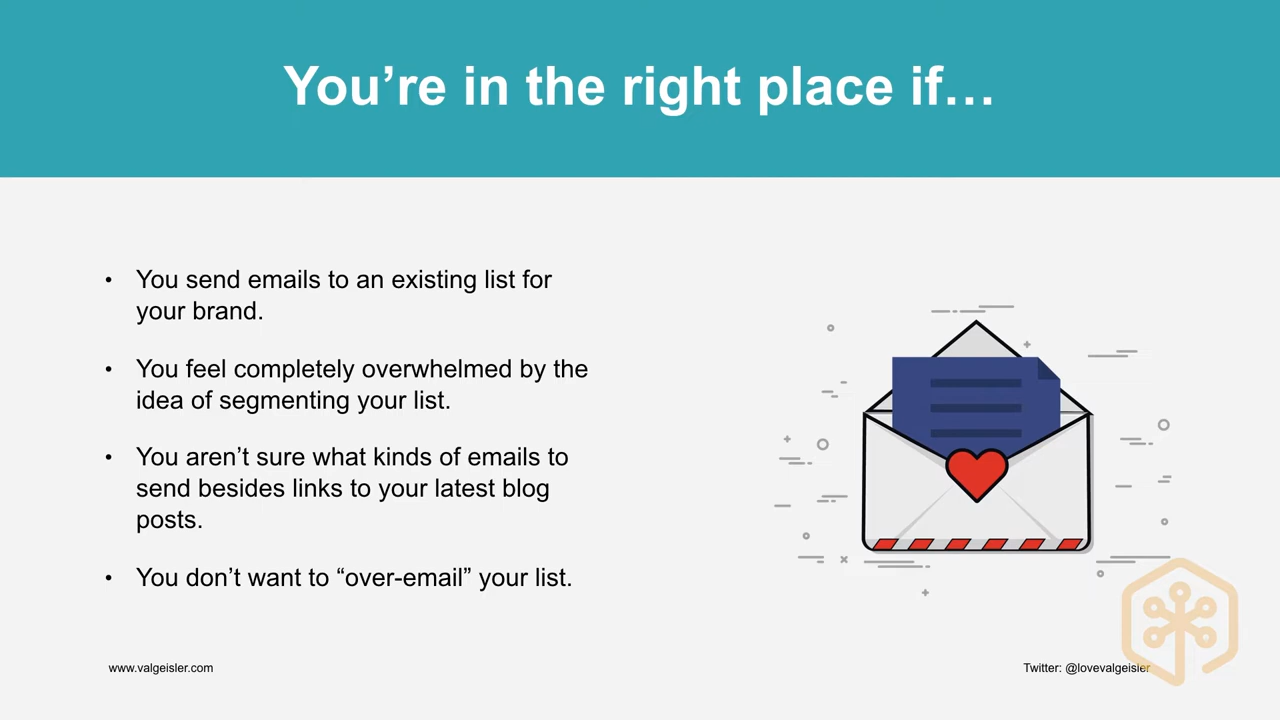 You’re in the right place if…
• You send emails to an existing list for
your brand.
• You feel completely overwhelmed by the
idea of segmenting your list.
• You aren’t sure what kinds of emails to
send besides links to your latest blog
posts.
• You don’t want to “over-email” your list.
www.valgeisler.com
Twitter: @lovevalgeisler